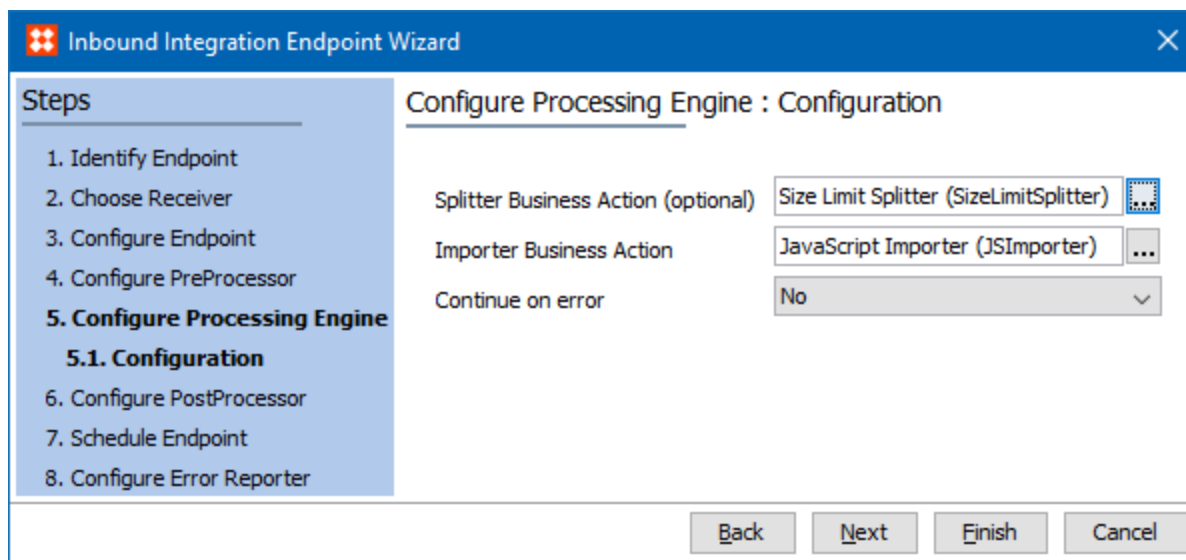 Inbound Integration Endpoint Wizard
Steps
1. Identify Endpoint
2. Choose Receiver
3. Configure Endpoint
4. Configure PreProcessor
5. Configure Processing Engine
5.1. Configuration
6. Configure PostProcessor
7. Schedule Endpoint
8. Configure Error Reporter
Configure Processing Engine : Configuration
Splitter Business Action (optional) Size Limit Splitter (SizeLimitSplitter) ...
Importer Business Action JavaScript Importer (JSImporter) ...
Continue on error No
Back Next Finish Cancel